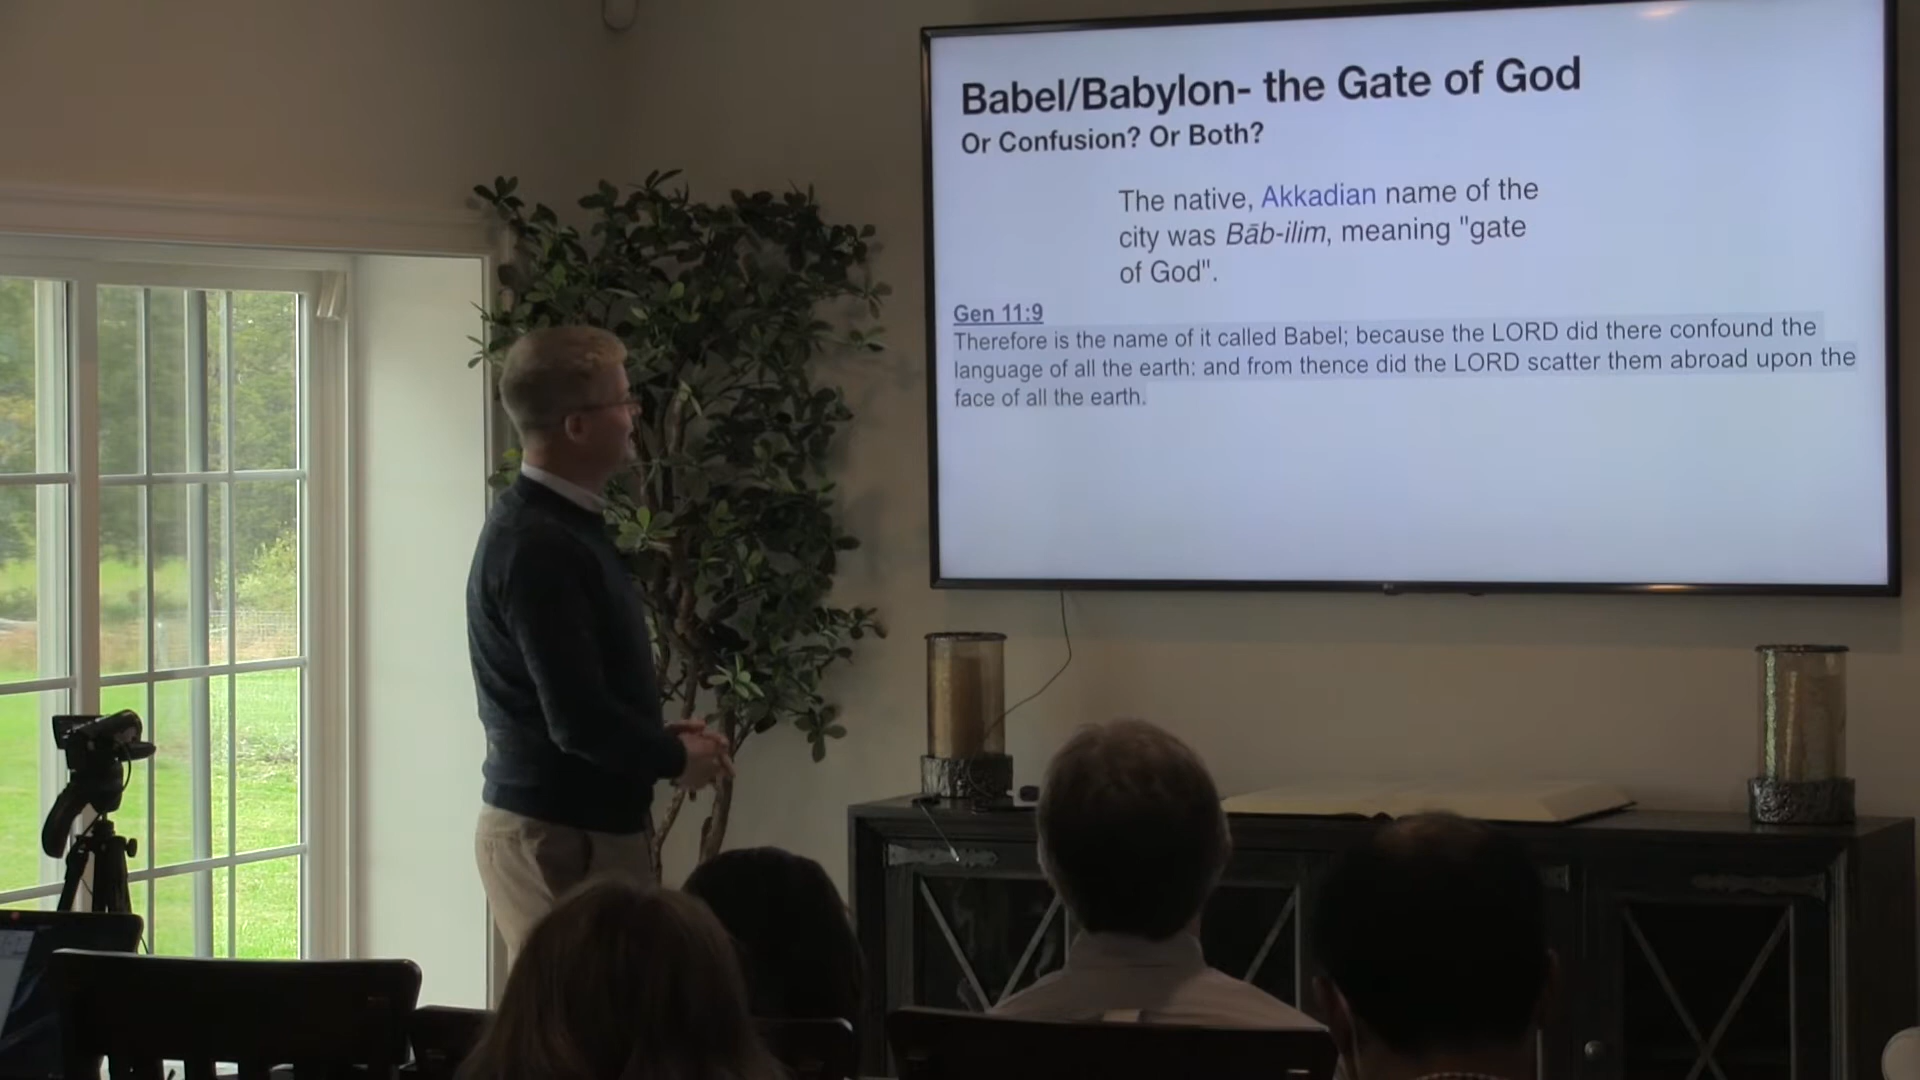 Babel/Babylon- the Gate of God
Or Confusion? Or Both?
The native, Akkadian name of the
city was Bāb-ilim, meaning "gate
of God".
Gen 11:9
Therefore is the name of it called Babel; because the LORD did there confound the
language of all the earth: and from thence did the LORD scatter them abroad upon the
face of all the earth.